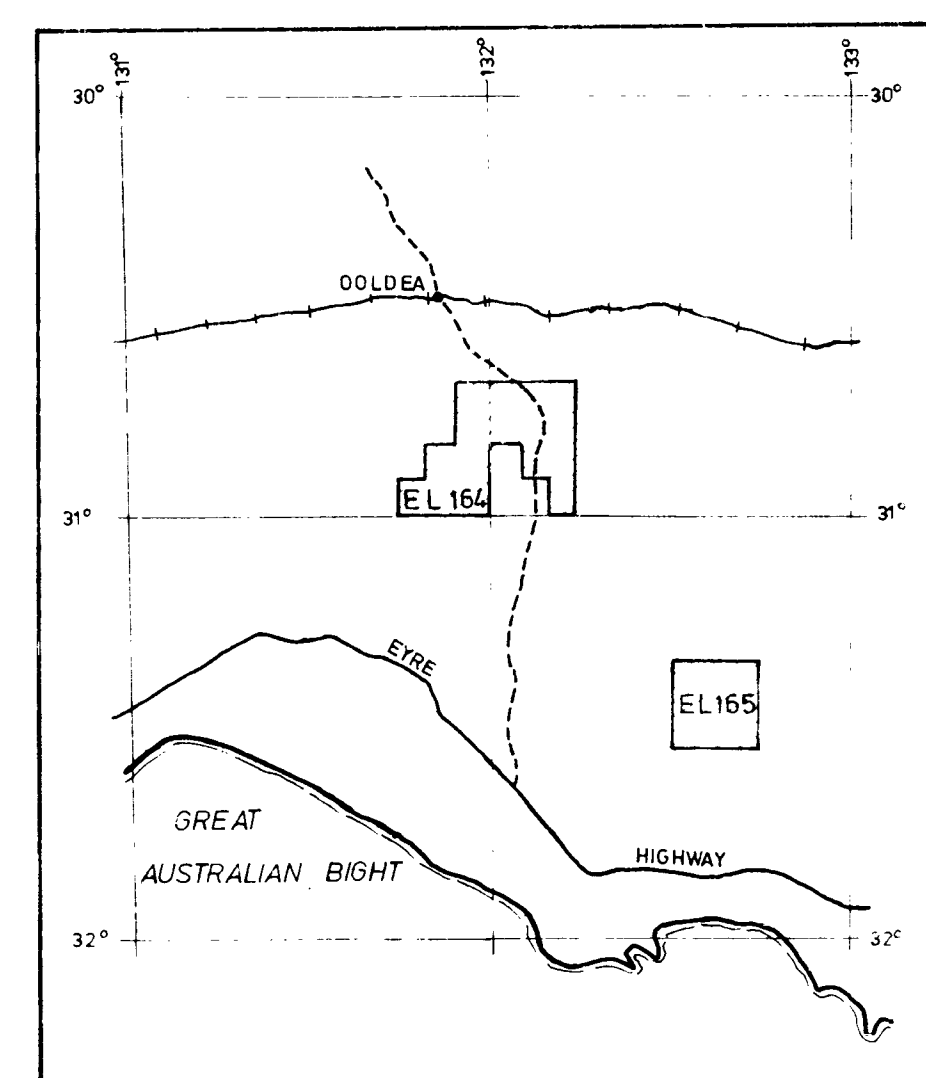 131°
132°
133°
30°
30°
OOLDEA
EL 164
31°
31°
EYRE
EL165
GREAT
AUSTRALIAN BIGHT
HIGHWAY
32°
32°